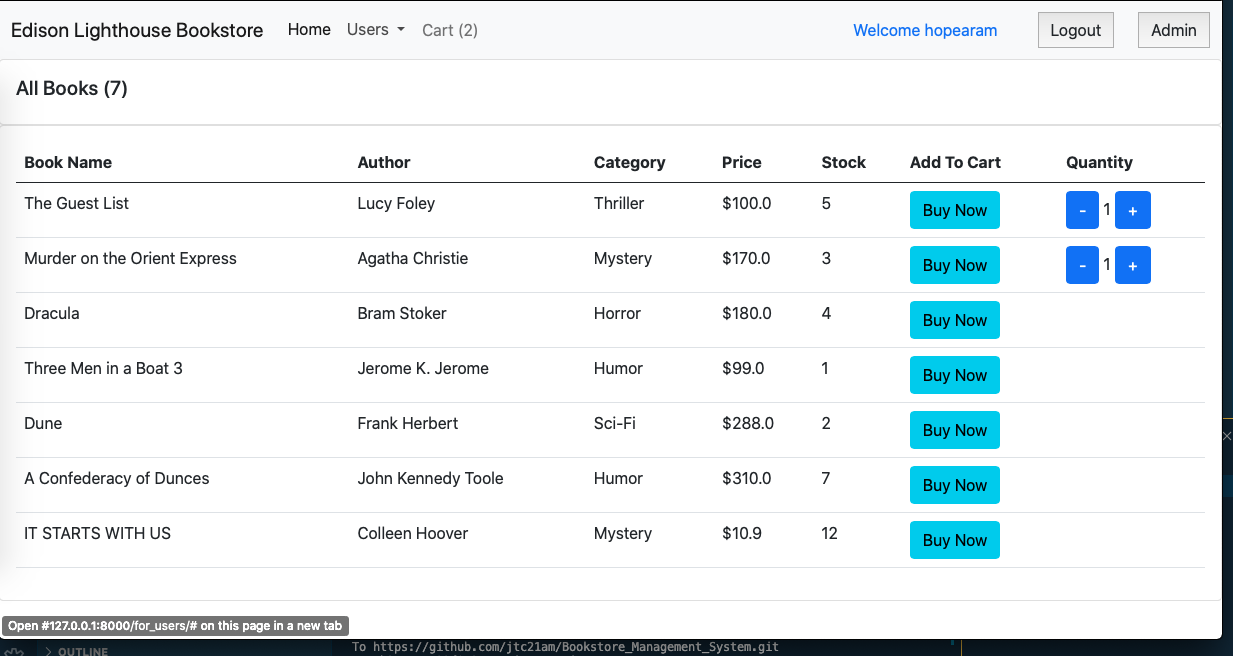 Edison Lighthouse Bookstore Home Users Cart (2) Welcome hopearam Logout Admin
All Books (7)
Book Name Author Category Price Stock Add To Cart Quantity
The Guest List Lucy Foley Thriller $100.0 5 Buy Now - 1 +
Murder on the Orient Express Agatha Christie Mystery $170.0 3 Buy Now - 1 +
Dracula Bram Stoker Horror $180.0 4 Buy Now
Three Men in a Boat 3 Jerome K. Jerome Humor $99.0 1 Buy Now
Dune Frank Herbert Sci-Fi $288.0 2 Buy Now
A Confederacy of Dunces John Kennedy Toole Humor $310.0 7 Buy Now
IT STARTS WITH US Colleen Hoover Mystery $10.9 12 Buy Now
Open #127.0.0.1:8000/for_users/# on this page in a new tab
OUTLINE To https://github.com/jtc21am/Bookstore_Management_System.git